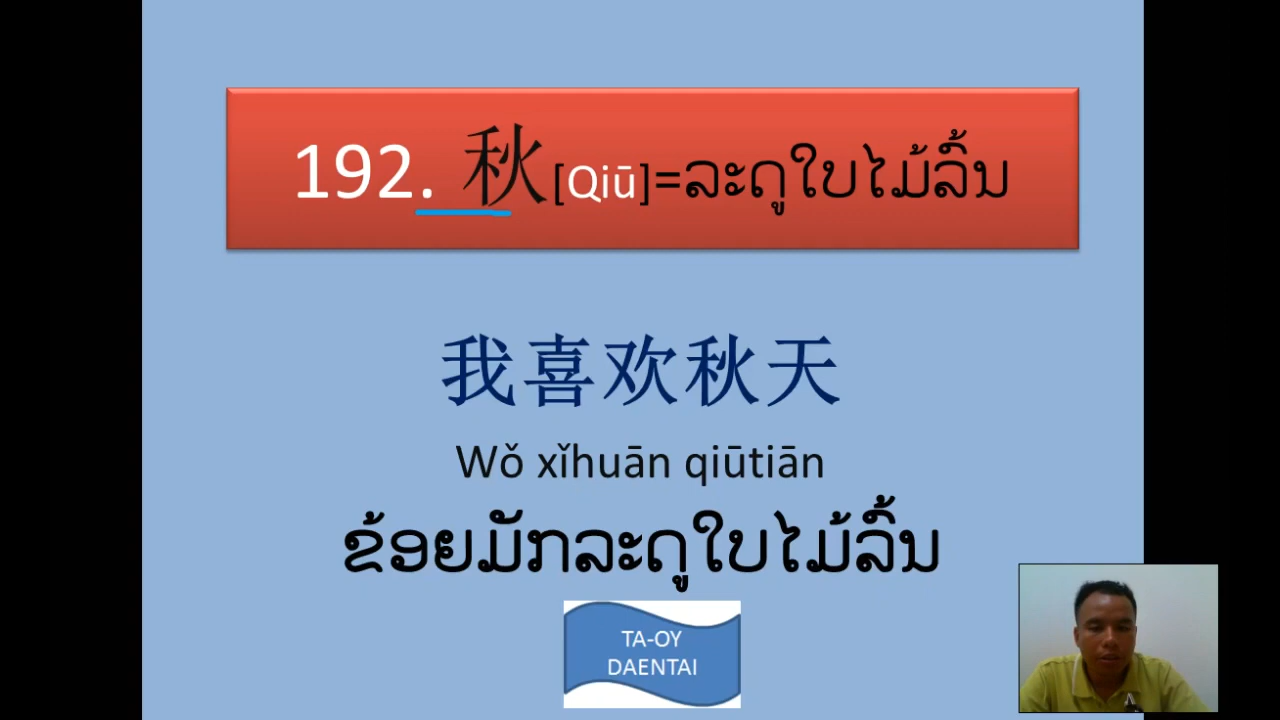 192. 秋[Qiū]=ລະດູໃບໄມ້ລົ້ນ
我喜欢秋天
Wǒ xǐhuān qiūtiān
ຂ້ອຍມັກລະດູໃບໄມ້ລົ້ນ
TA-OY
DAENTAI